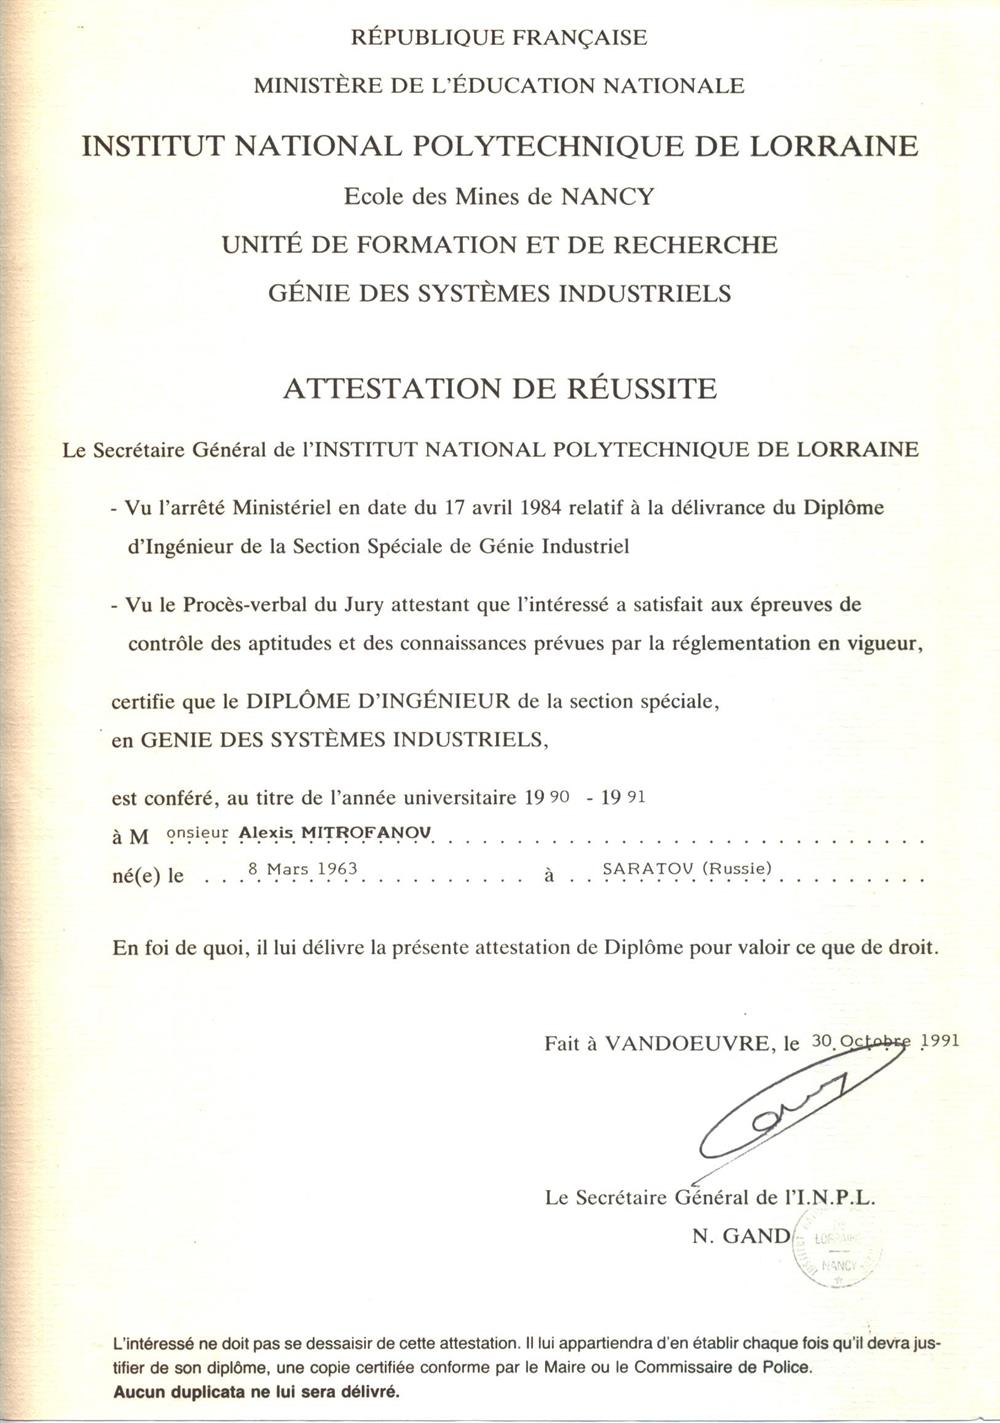 RÉPUBLIQUE FRANÇAISE
MINISTÈRE DE L'ÉDUCATION NATIONALE
INSTITUT NATIONAL POLYTECHNIQUE DE LORRAINE
Ecole des Mines de NANCY
UNITÉ DE FORMATION ET DE RECHERCHE
GÉNIE DES SYSTÈMES INDUSTRIELS
ATTESTATION DE RÉUSSITE
Le Secrétaire Général de l'INSTITUT NATIONAL POLYTECHNIQUE DE LORRAINE
- Vu l'arrêté Ministériel en date du 17 avril 1984 relatif à la délivrance du Diplôme
d'Ingénieur de la Section Spéciale de Génie Industriel
- Vu le Procès-verbal du Jury attestant que l'intéressé a satisfait aux épreuves de
contrôle des aptitudes et des connaissances prévues par la réglementation en vigueur,
certifie que le DIPLÔME D'INGÉNIEUR de la section spéciale,
en GENIE DES SYSTÈMES INDUSTRIELS,
est conféré, au titre de l'année universitaire 19 90 - 19 91
à M onsieur Alexis MITROFANOV
né(e) le 8 Mars 1963 à SARATOV (Russie)
En foi de quoi, il lui délivre la présente attestation de Diplôme pour valoir ce que de droit.
Fait à VANDOEUVRE, le 30 Octobre 1991
Le Secrétaire Général de l'I.N.P.L.
N. GAND
LORRAINE
NANCY
L'intéressé ne doit pas se dessaisir de cette attestation. Il lui appartiendra d'en établir chaque fois qu'il devra jus-
tifier de son diplôme, une copie certifiée conforme par le Maire ou le Commissaire de Police.
Aucun duplicata ne lui sera délivré.